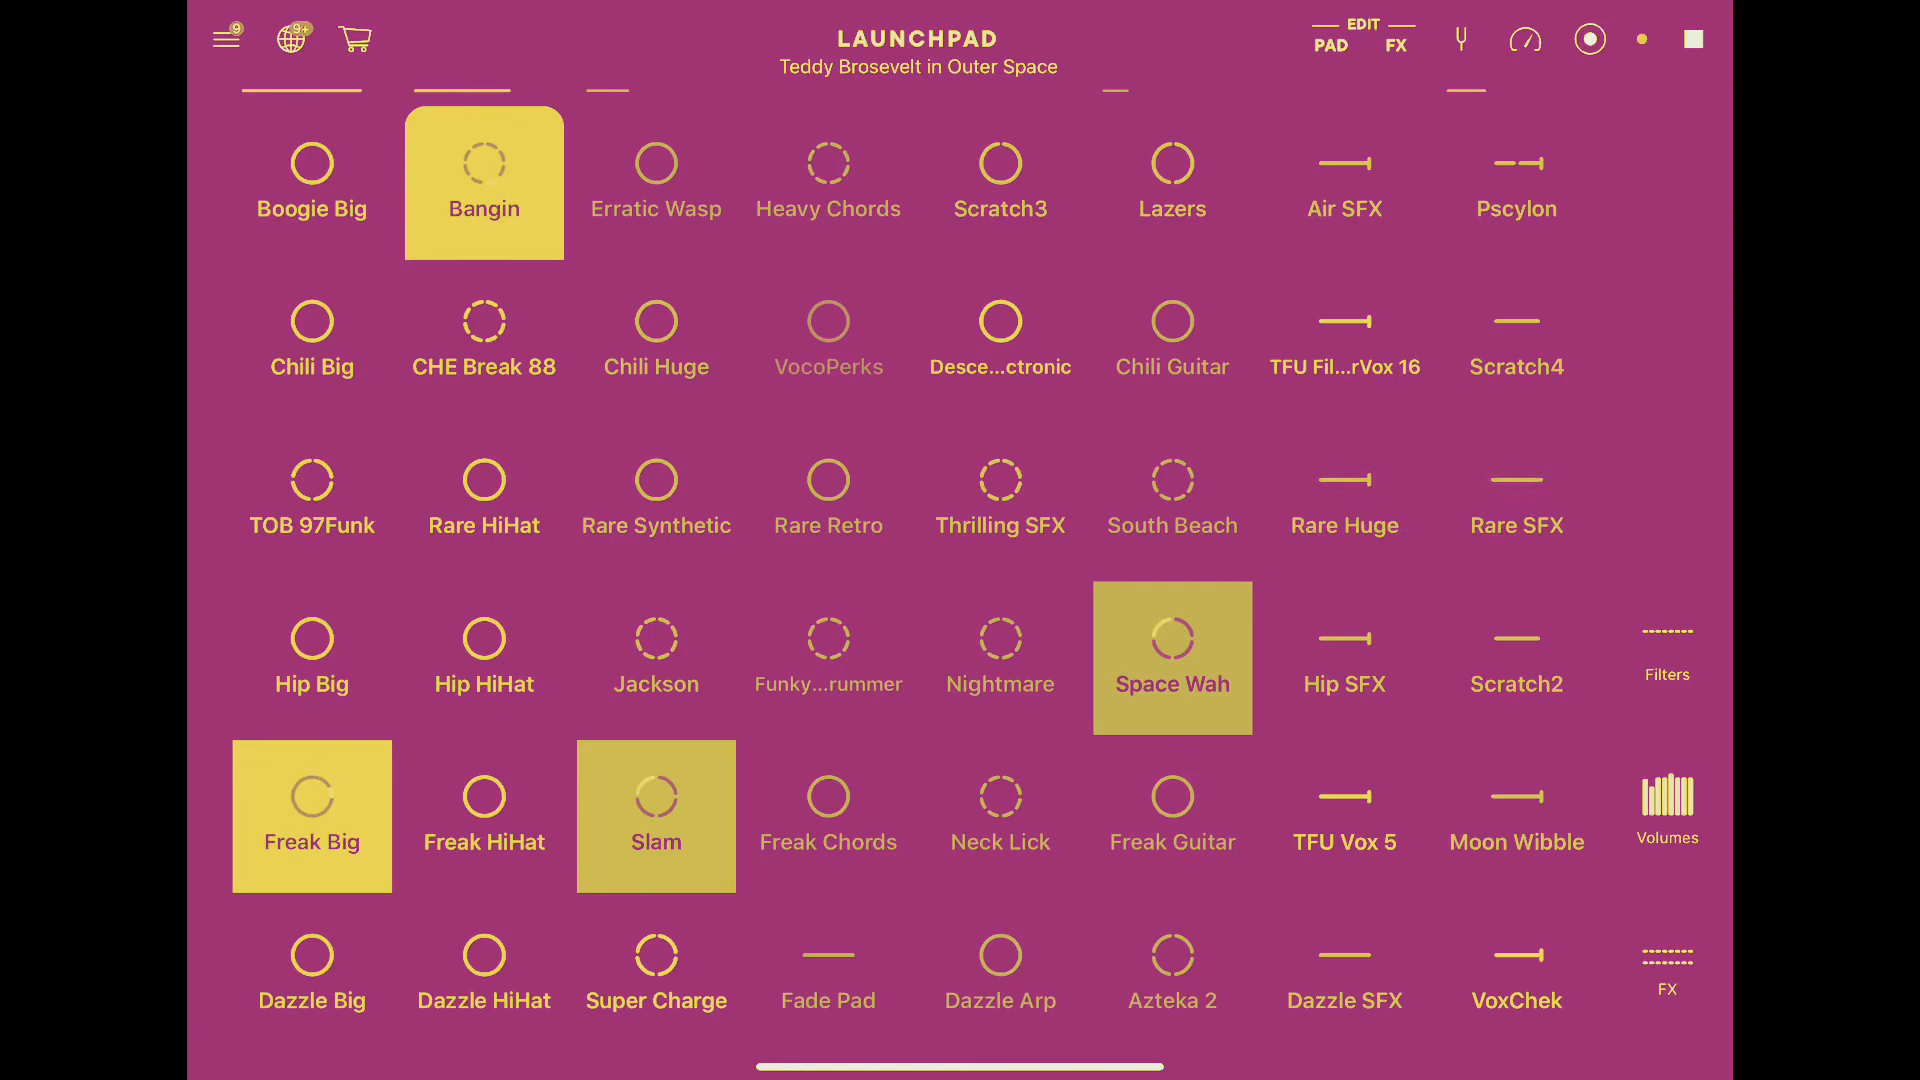 9
9+
LAUNCHPAD
Teddy Brosevelt in Outer Space
EDIT
PAD FX
Boogie Big Bangin Erratic Wasp Heavy Chords Scratch3 Lazers Air SFX Pscylon
Chili Big CHE Break 88 Chili Huge VocoPerks Desce...ctronic Chili Guitar TFU Fil...rVox 16 Scratch4
TOB 97Funk Rare HiHat Rare Synthetic Rare Retro Thrilling SFX South Beach Rare Huge Rare SFX
Hip Big Hip HiHat Jackson Funky...rummer Nightmare Space Wah Hip SFX Scratch2 Filters
Freak Big Freak HiHat Slam Freak Chords Neck Lick Freak Guitar TFU Vox 5 Moon Wibble Volumes
Dazzle Big Dazzle HiHat Super Charge Fade Pad Dazzle Arp Azteka 2 Dazzle SFX VoxChek FX